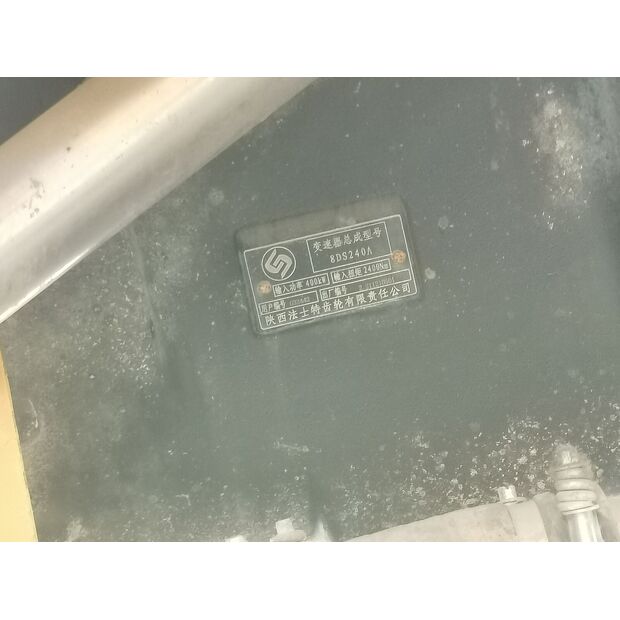 变速器总成型号
8DS240A
输入功率 400kW 输入扭矩 2400Nm
用户编号 出厂编号
陕西法士特齿轮有限责任公司